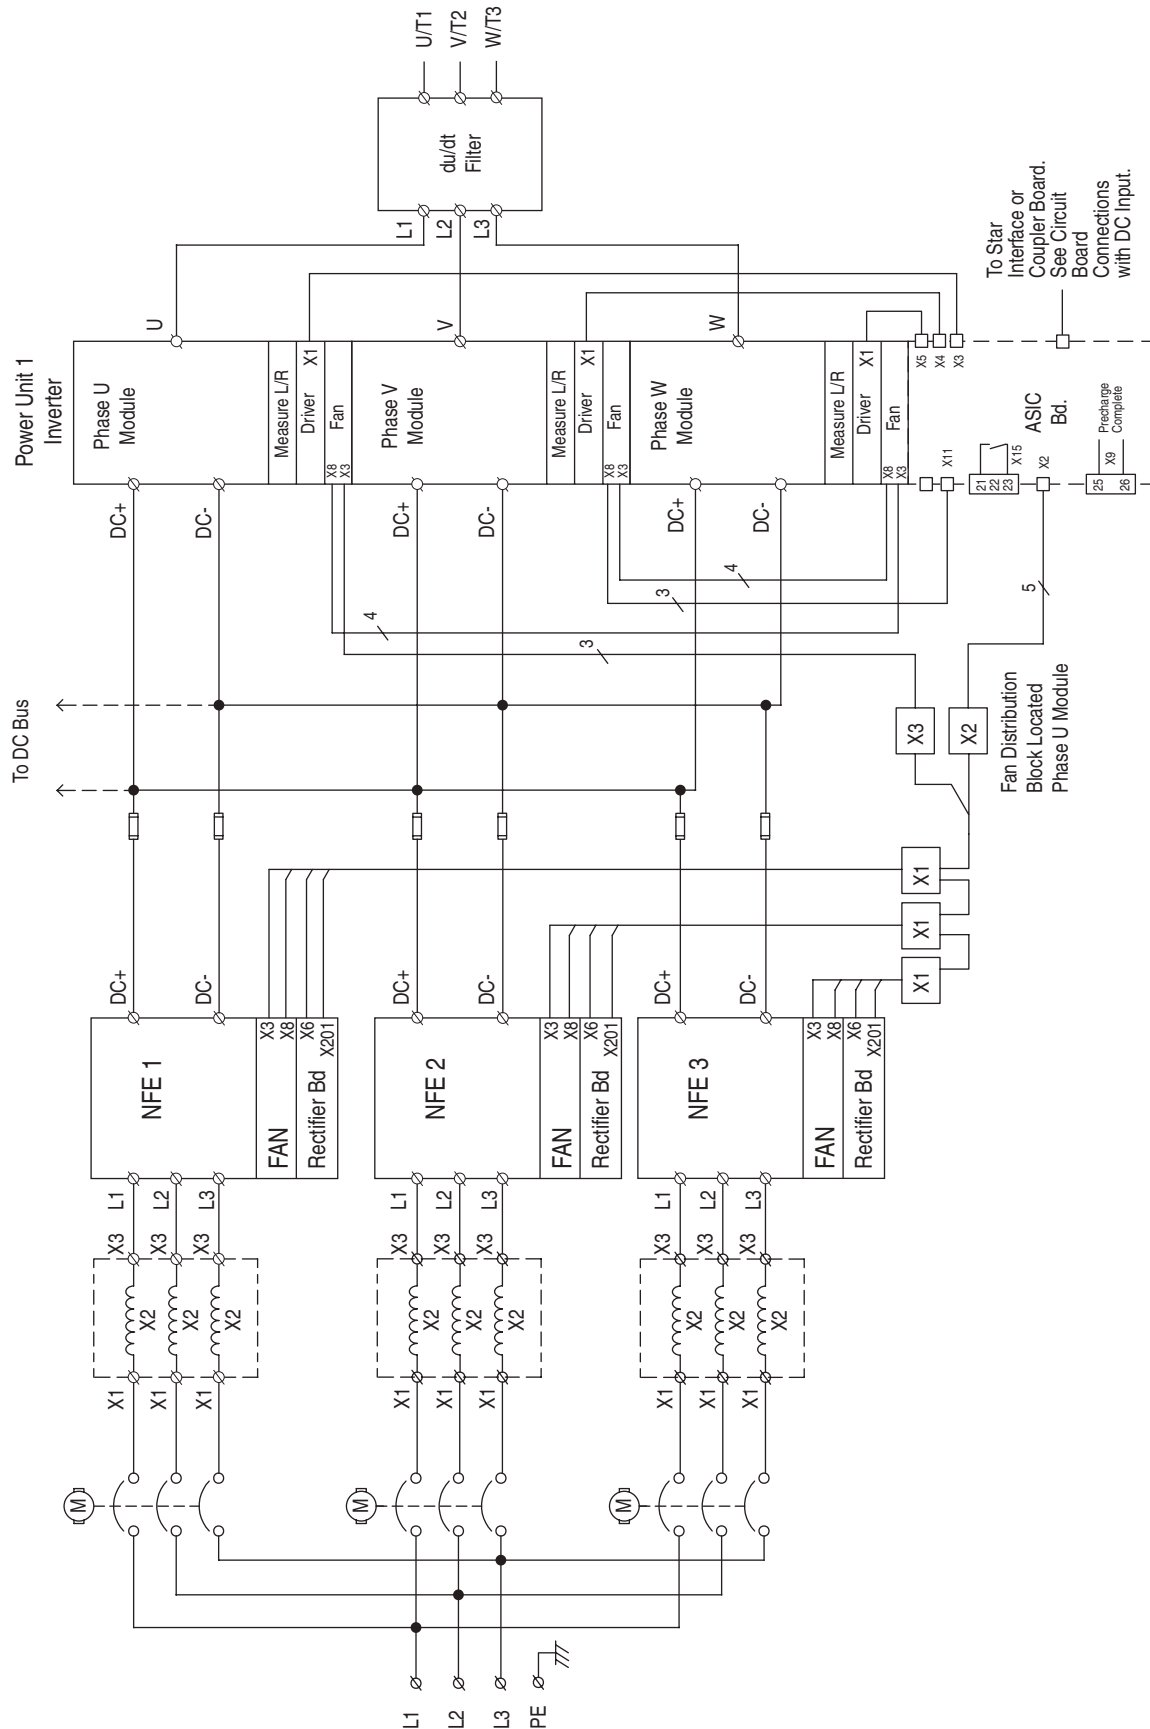 Power Unit 1
Inverter
To DC Bus
L1
L2
L3
PE
M
X1
X1
X1
X2
X2
X2
X3
X3
X3
L1
L2
L3
NFE 1
FAN
Rectifier Bd
X3
X8
X6
X201
DC+
DC-
M
X1
X1
X1
X2
X2
X2
X3
X3
X3
L1
L2
L3
NFE 2
FAN
Rectifier Bd
X3
X8
X6
X201
DC+
DC-
M
X1
X1
X1
X2
X2
X2
X3
X3
X3
L1
L2
L3
NFE 3
FAN
Rectifier Bd
X3
X8
X6
X201
DC+
DC-
X1
X1
X1
X3
X2
Fan Distribution
Block Located
Phase U Module
3
4
3
4
5
DC+
DC-
Phase U
Module
Measure L/R
Driver
X1
Fan
X8
X3
U
DC+
DC-
Phase V
Module
Measure L/R
Driver
X1
Fan
X8
X3
V
DC+
DC-
Phase W
Module
Measure L/R
Driver
X1
Fan
X8
X3
W
X5
X4
X3
X11
21
22
23
X15
X2
ASIC
Bd.
25
26
X9
Precharge
Complete
To Star
Interface or
Coupler Board.
See Circuit
Board
Connections
with DC Input.
L1
L2
L3
du/dt
Filter
U/T1
V/T2
W/T3